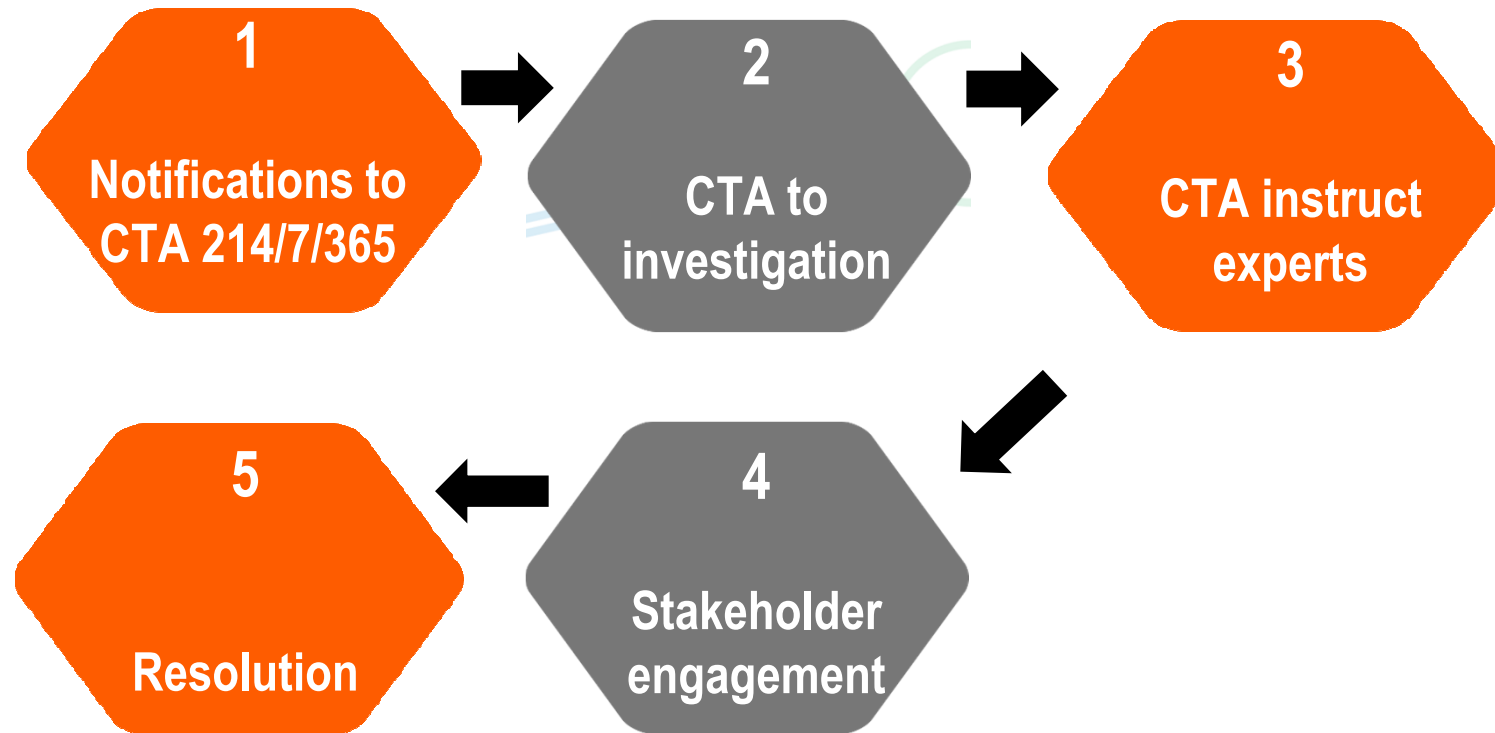 1
Notifications to
CTA 214/7/365
2
CTA to
investigation
3
CTA instruct
experts
4
Stakeholder
engagement
5
Resolution